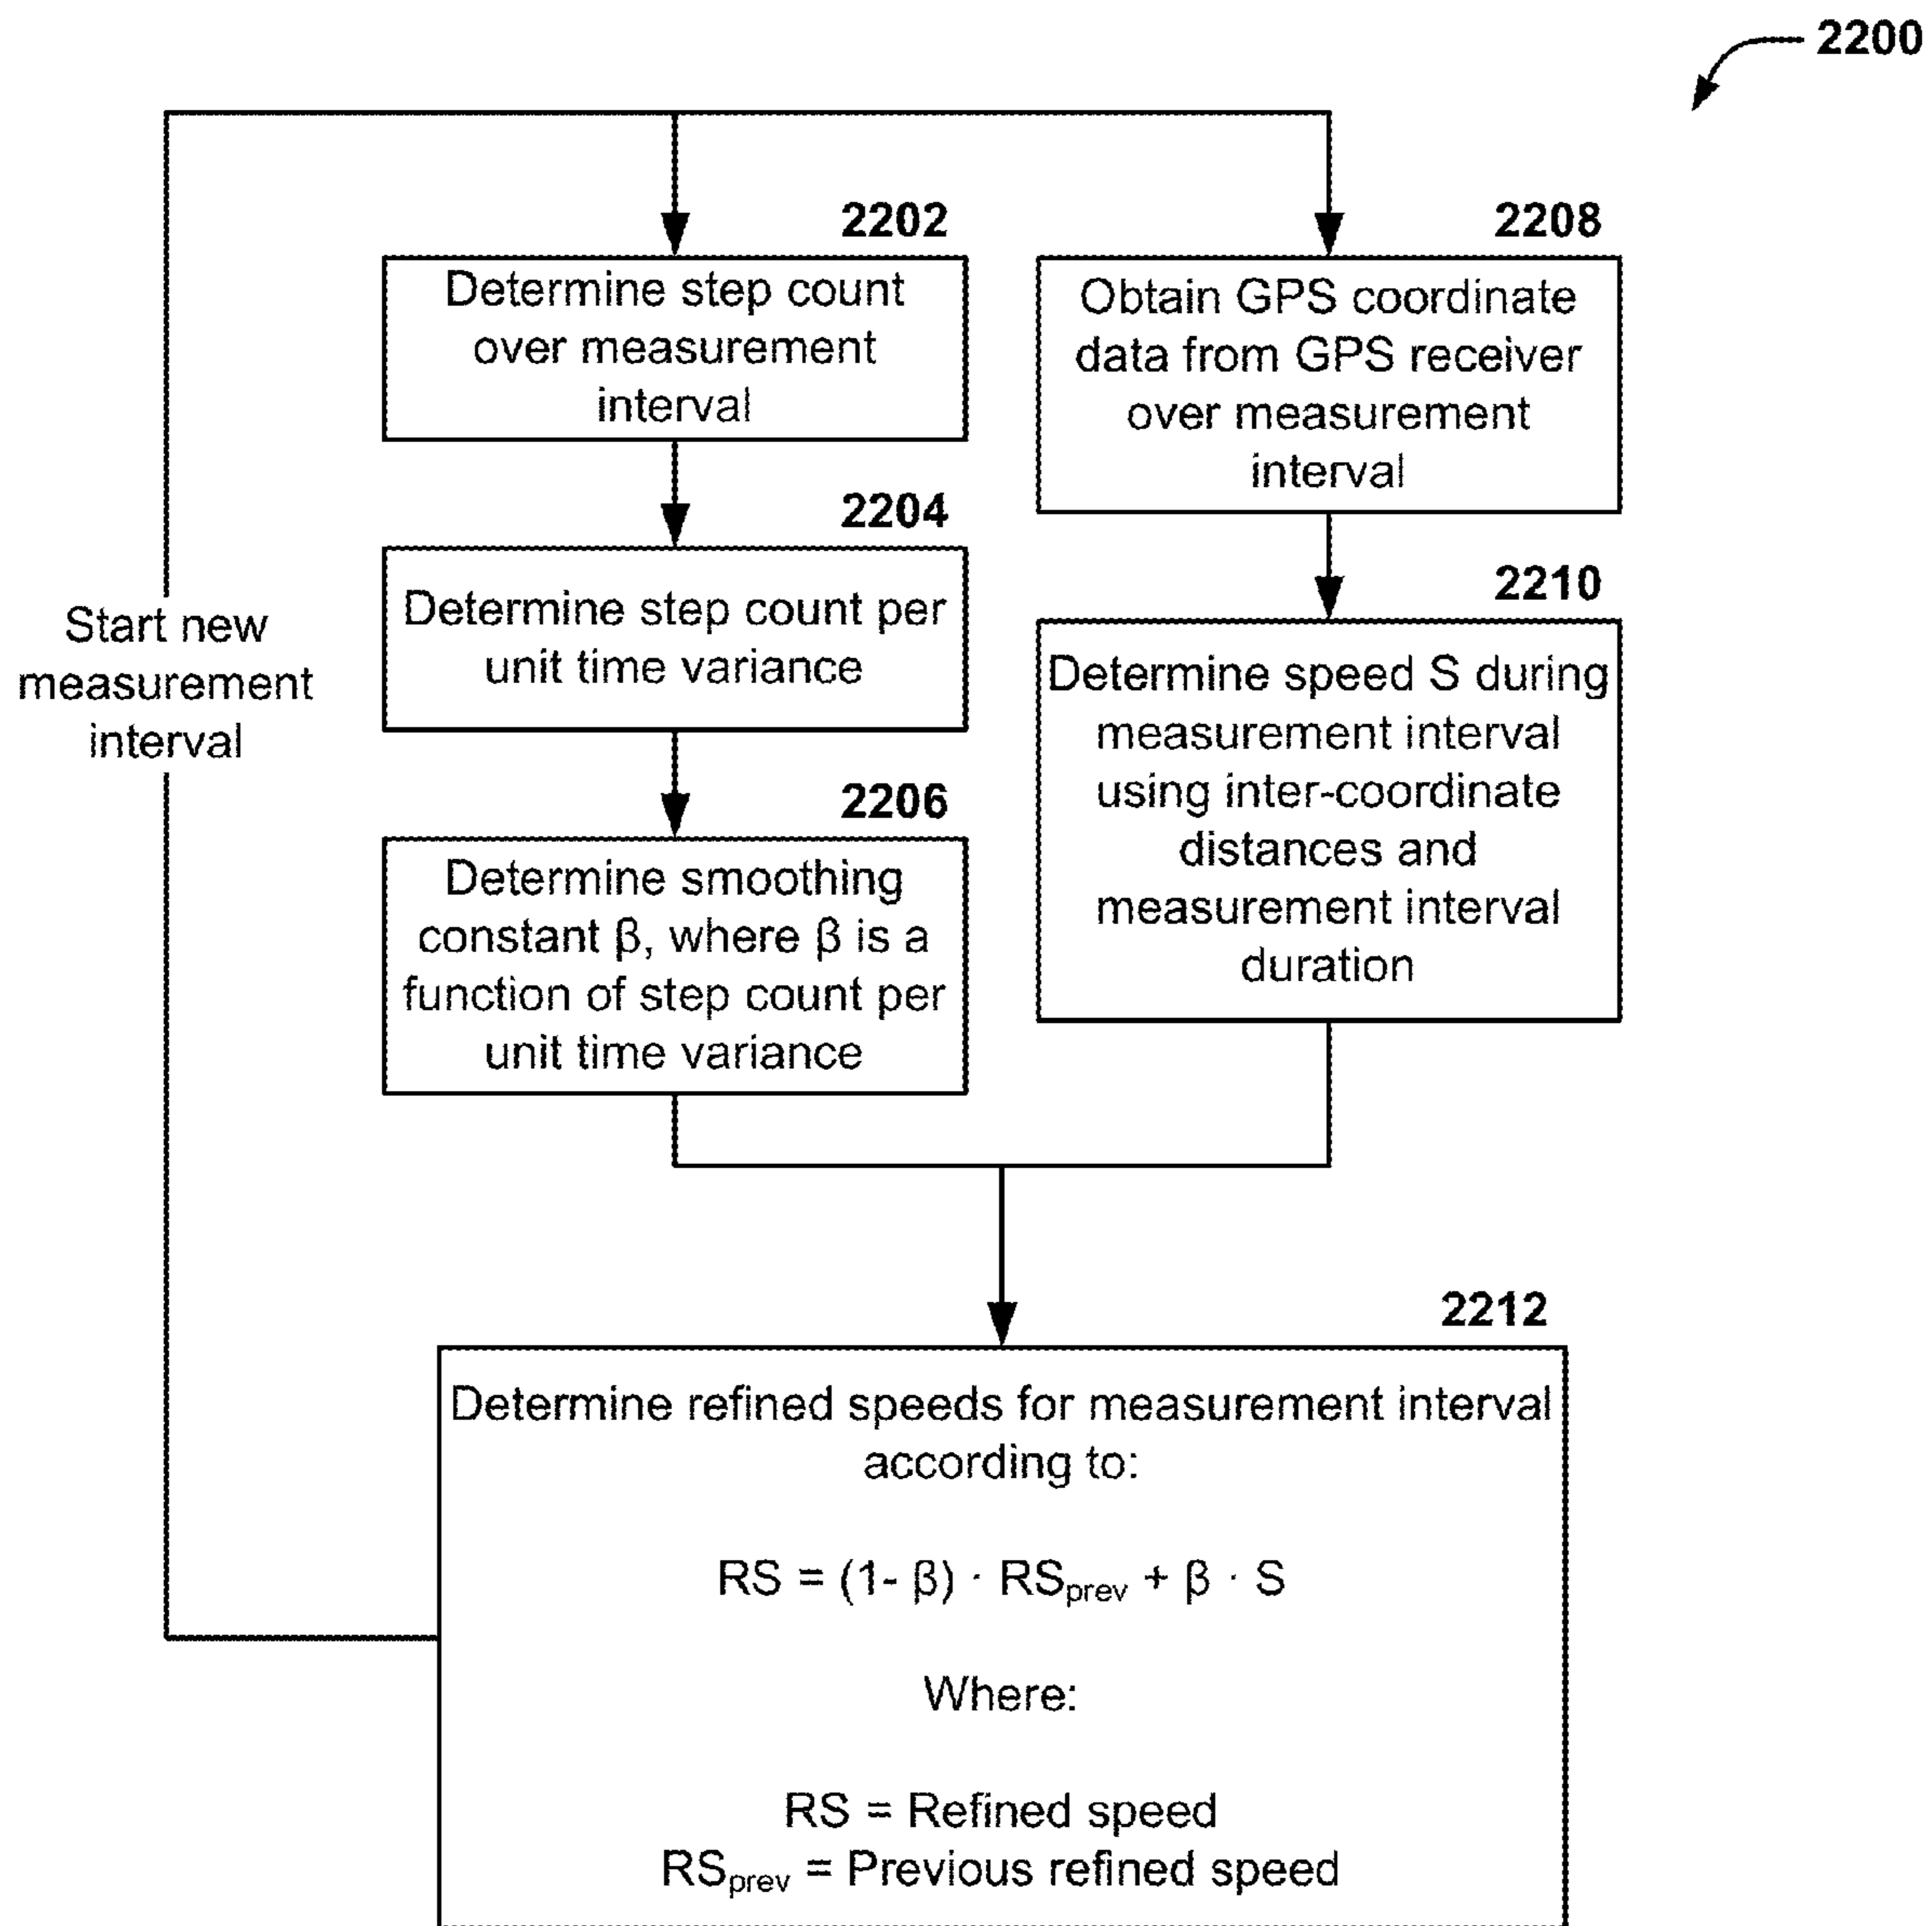 2200
2202
Determine step count
over measurement
interval
2208
Obtain GPS coordinate
data from GPS receiver
over measurement
interval
2204
Determine step count per
unit time variance
2210
Determine speed S during
measurement interval
using inter-coordinate
distances and
measurement interval
duration
Start new
measurement
interval
2206
Determine smoothing
constant β, where β is a
function of step count per
unit time variance
2212
Determine refined speeds for measurement interval
according to:
RS = (1- β) · RSprev + β · S
Where:
RS = Refined speed
RSprev = Previous refined speed